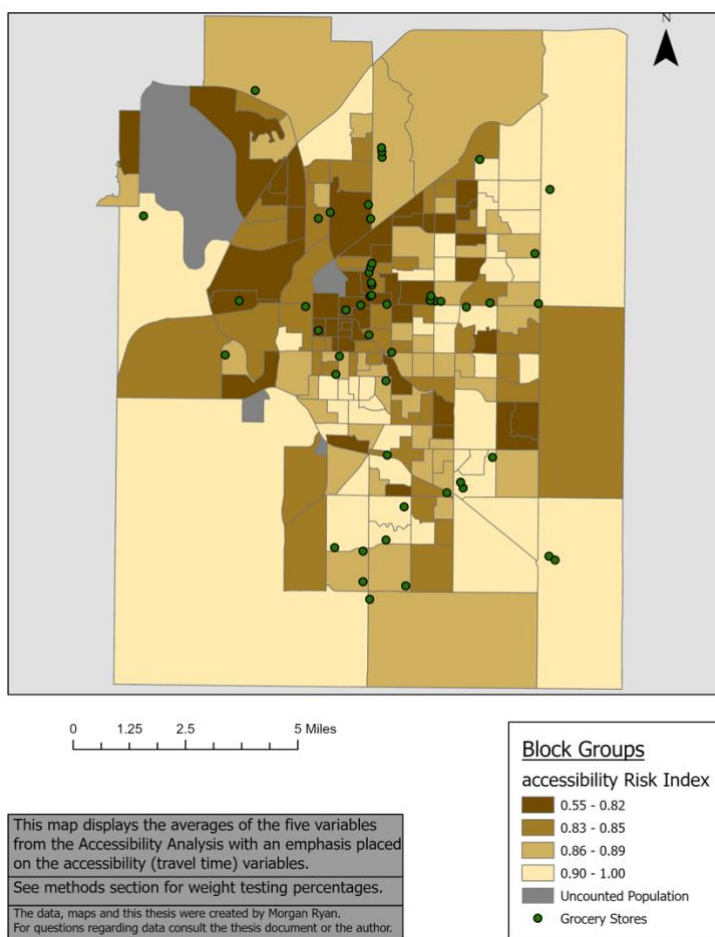 N
0 1.25 2.5 5 Miles
Block Groups
accessibility Risk Index
0.55 - 0.82
0.83 - 0.85
0.86 - 0.89
0.90 - 1.00
Uncounted Population
Grocery Stores
This map displays the averages of the five variables
from the Accessibility Analysis with an emphasis placed
on the accessibility (travel time) variables.
See methods section for weight testing percentages.
The data, maps and this thesis were created by Morgan Ryan.
For questions regarding data consult the thesis document or the author.